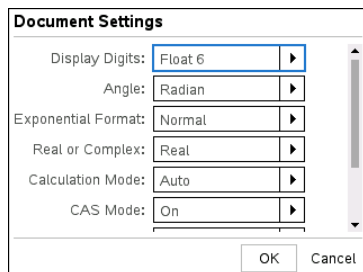 Document Settings
Display Digits: Float 6
Angle: Radian
Exponential Format: Normal
Real or Complex: Real
Calculation Mode: Auto
CAS Mode: On
OK Cancel